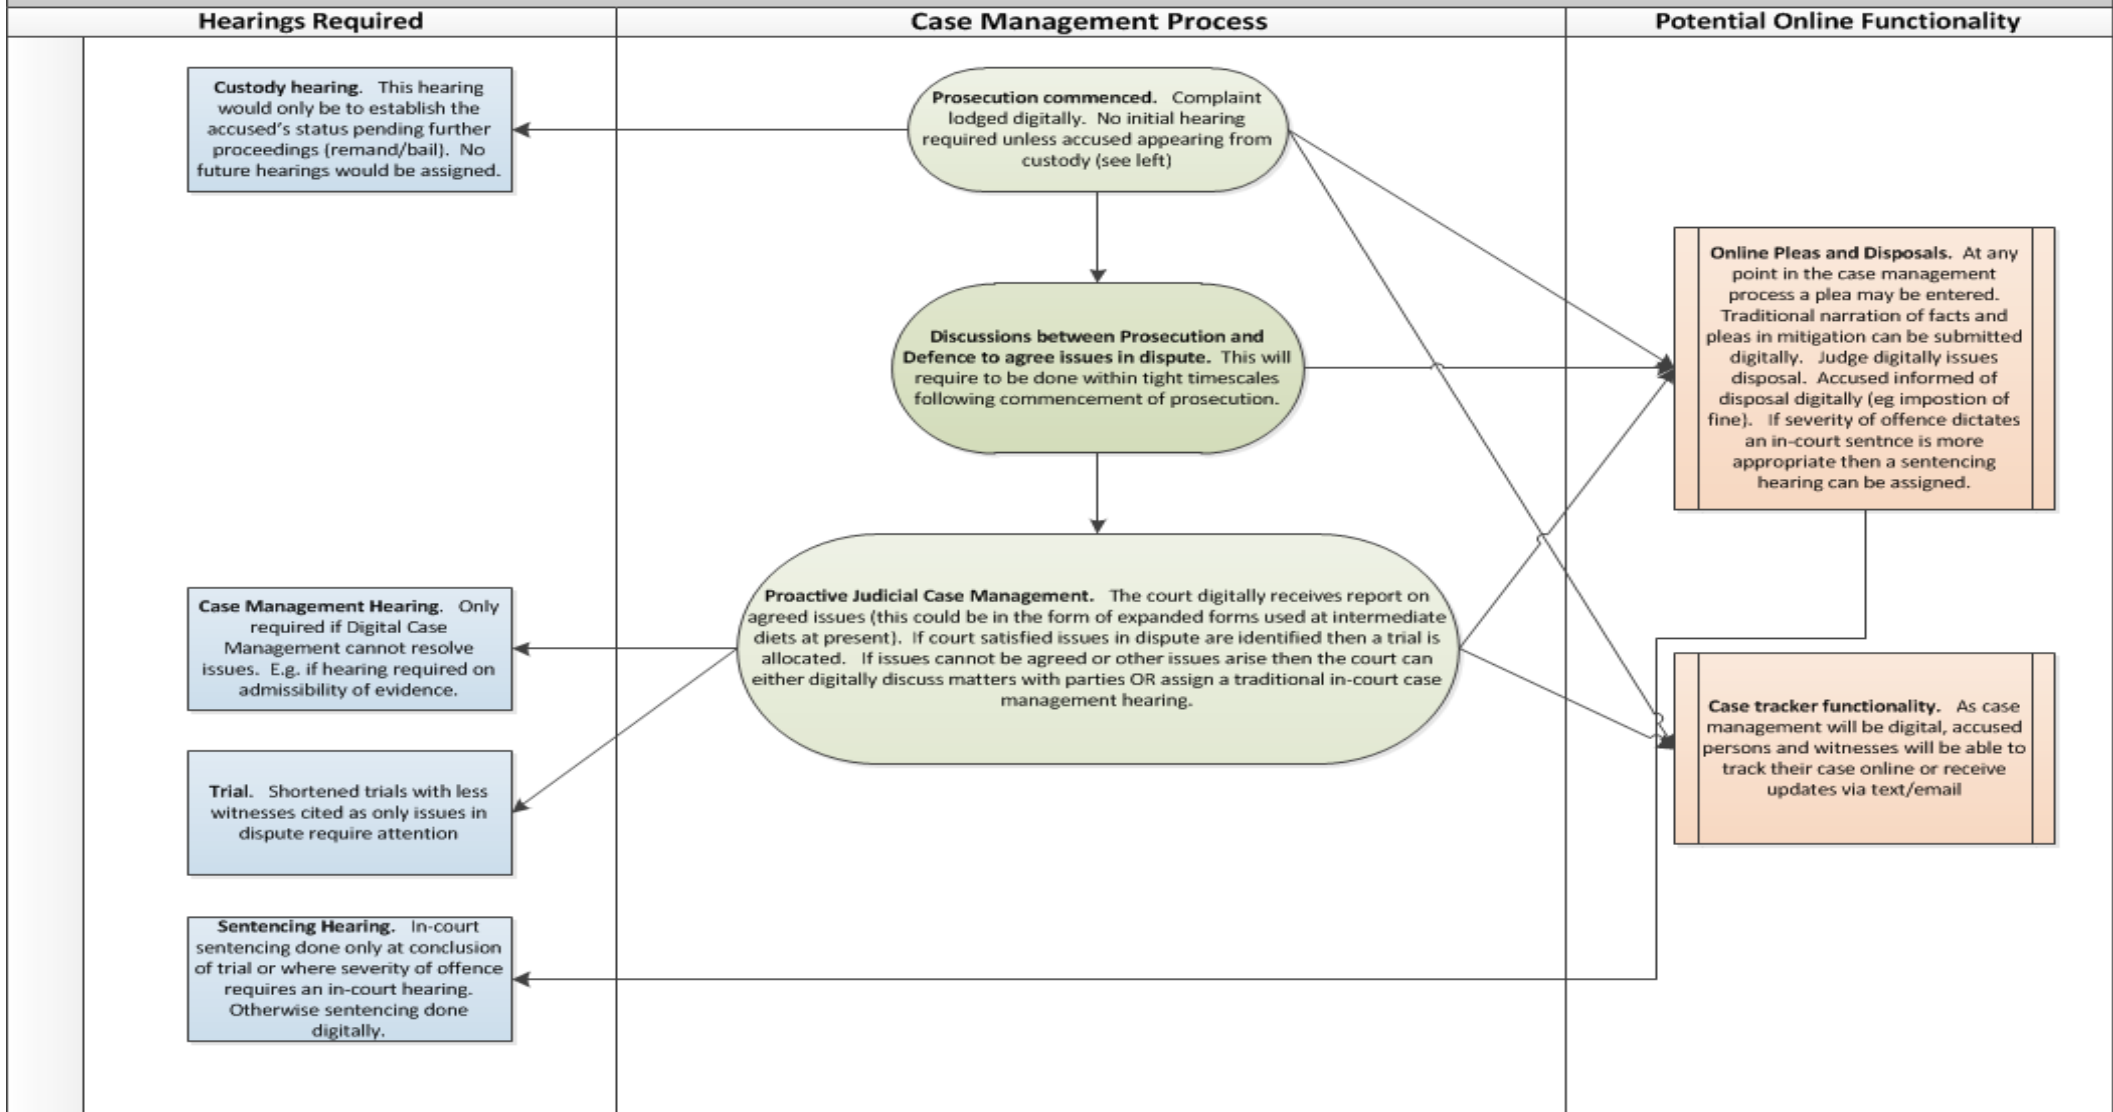 Hearings Required
Case Management Process
Potential Online Functionality
Custody hearing. This hearing
would only be to establish the
accused's status pending further
proceedings (remand/bail). No
future hearings would be assigned.
Prosecution commenced. Complaint
lodged digitally. No initial hearing
required unless accused appearing from
custody (see left)
Online Pleas and Disposals. At any
point in the case management
process a plea may be entered.
Traditional narration of facts and
pleas in mitigation can be submitted
digitally. Judge digitally issues
disposal. Accused informed of
disposal digitally (eg impostion of
fine). If severity of offence dictates
an in-court sentnce is more
appropriate then a sentencing
hearing can be assigned.
Discussions between Prosecution and
Defence to agree issues in dispute. This will
require to be done within tight timescales
following commencement of prosecution.
Case Management Hearing. Only
required if Digital Case
Management cannot resolve
issues. E.g. if hearing required on
admissibility of evidence.
Proactive Judicial Case Management. The court digitally receives report on
agreed issues (this could be in the form of expanded forms used at intermediate
diets at present). If court satisfied issues in dispute are identified then a trial is
allocated. If issues cannot be agreed or other issues arise then the court can
either digitally discuss matters with parties OR assign a traditional in-court case
management hearing.
Case tracker functionality. As case
management will be digital, accused
persons and witnesses will be able to
track their case online or receive
updates via text/email
Trial. Shortened trials with less
witnesses cited as only issues in
dispute require attention
Sentencing Hearing. In-court
sentencing done only at conclusion
of trial or where severity of offence
requires an in-court hearing.
Otherwise sentencing done
digitally.